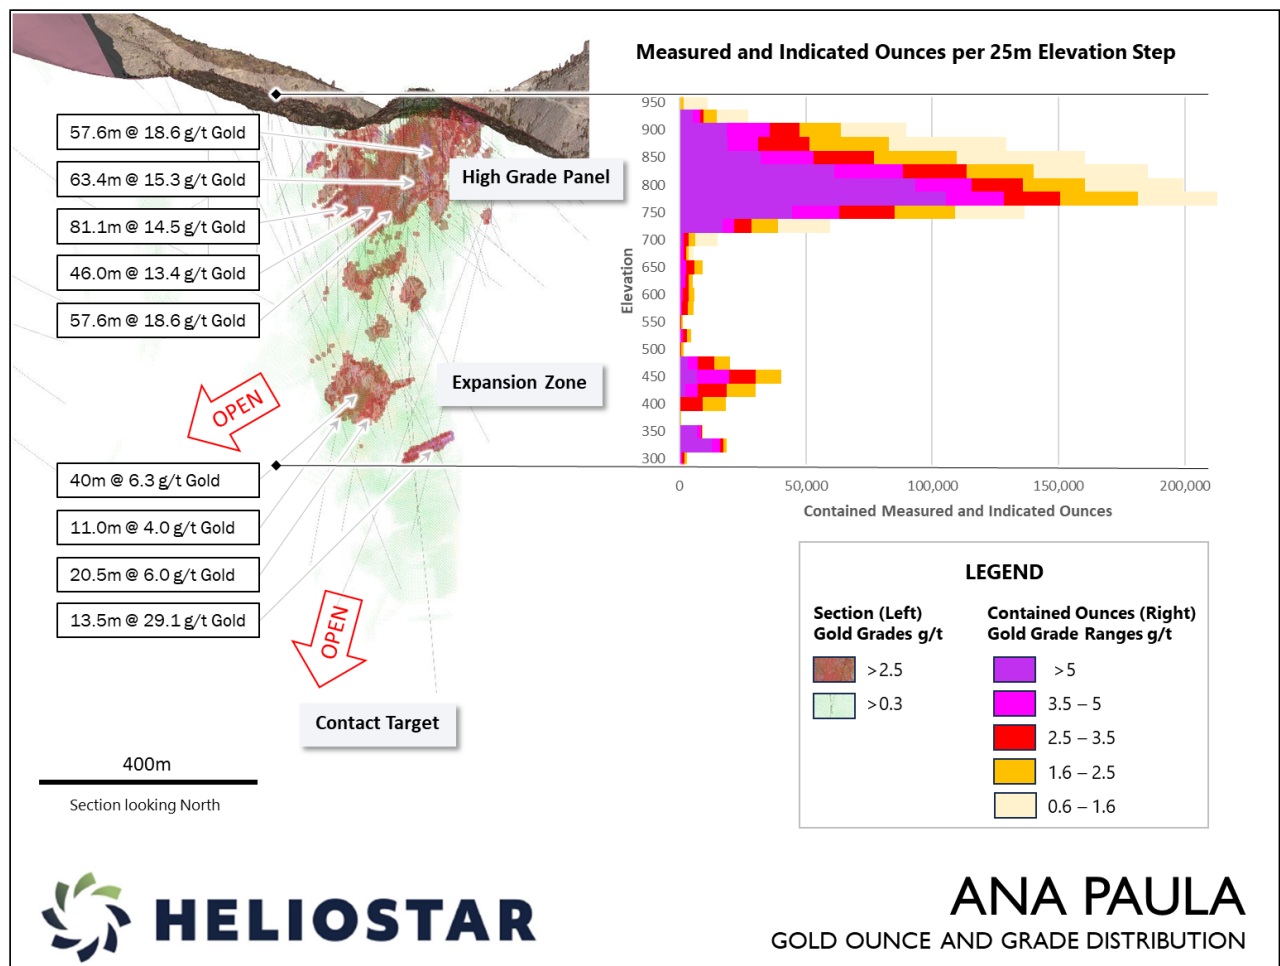 Measured and Indicated Ounces per 25m Elevation Step
57.6m @ 18.6 g/t Gold
63.4m @ 15.3 g/t Gold
81.1m @ 14.5 g/t Gold
46.0m @ 13.4 g/t Gold
57.6m @ 18.6 g/t Gold
High Grade Panel
Expansion Zone
OPEN
40m @ 6.3 g/t Gold
11.0m @ 4.0 g/t Gold
20.5m @ 6.0 g/t Gold
13.5m @ 29.1 g/t Gold
OPEN
Contact Target
400m
Section looking North
Elevation
950
900
850
800
750
700
650
600
550
500
450
400
350
300
0 50,000 100,000 150,000 200,000
Contained Measured and Indicated Ounces
LEGEND
Section (Left)
Gold Grades g/t
>2.5
>0.3
Contained Ounces (Right)
Gold Grade Ranges g/t
>5
3.5 – 5
2.5 – 3.5
1.6 – 2.5
0.6 – 1.6
HELIOSTAR
ANA PAULA
GOLD OUNCE AND GRADE DISTRIBUTION